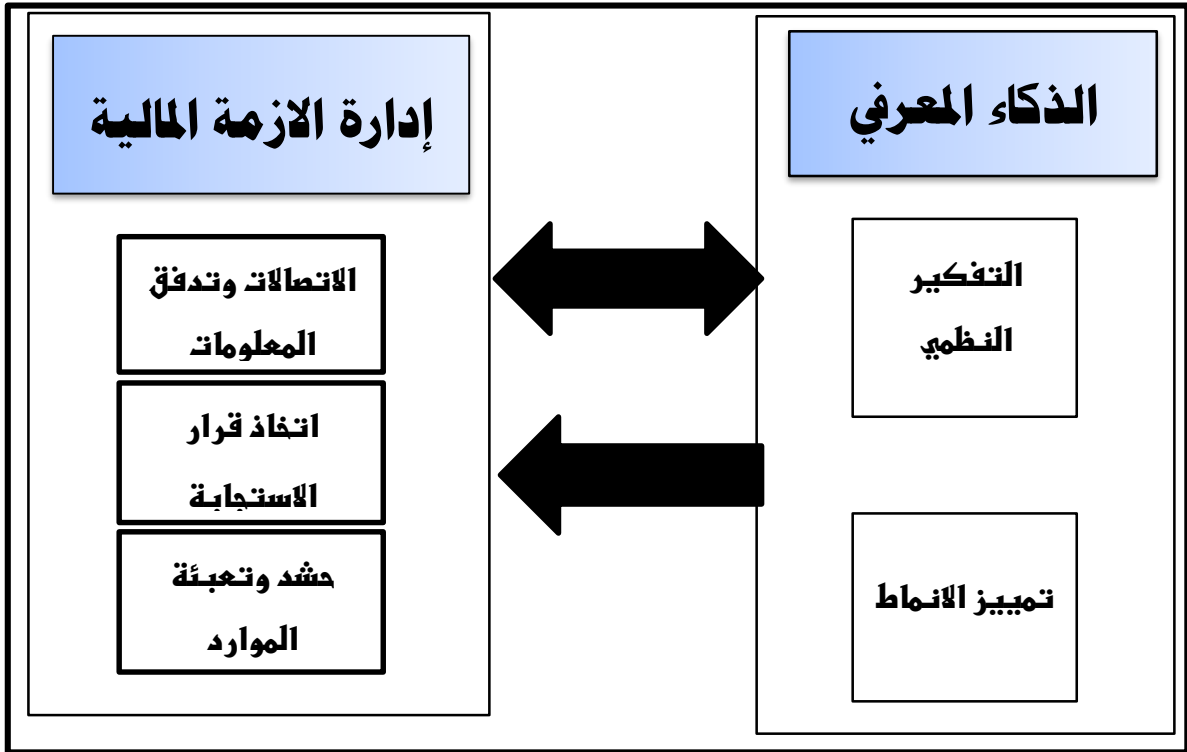 الذكاء المعرفي
التفكير
النظمي
تمييز الانماط
إدارة الازمة المالية
الاتصالات وتدفق
المعلومات
اتخاذ قرار
الاستجابة
حشد وتعبئة
الموارد